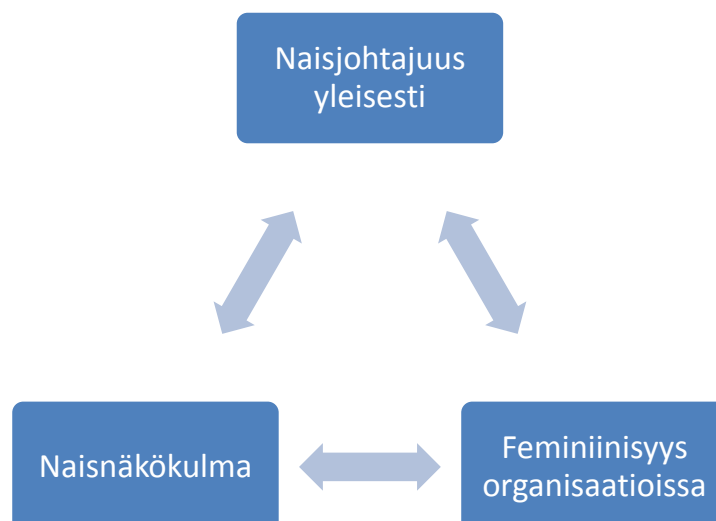 Naisjohtajuus
yleisesti
Naisnäkökulma
Feminiinisyys
organisaatioissa